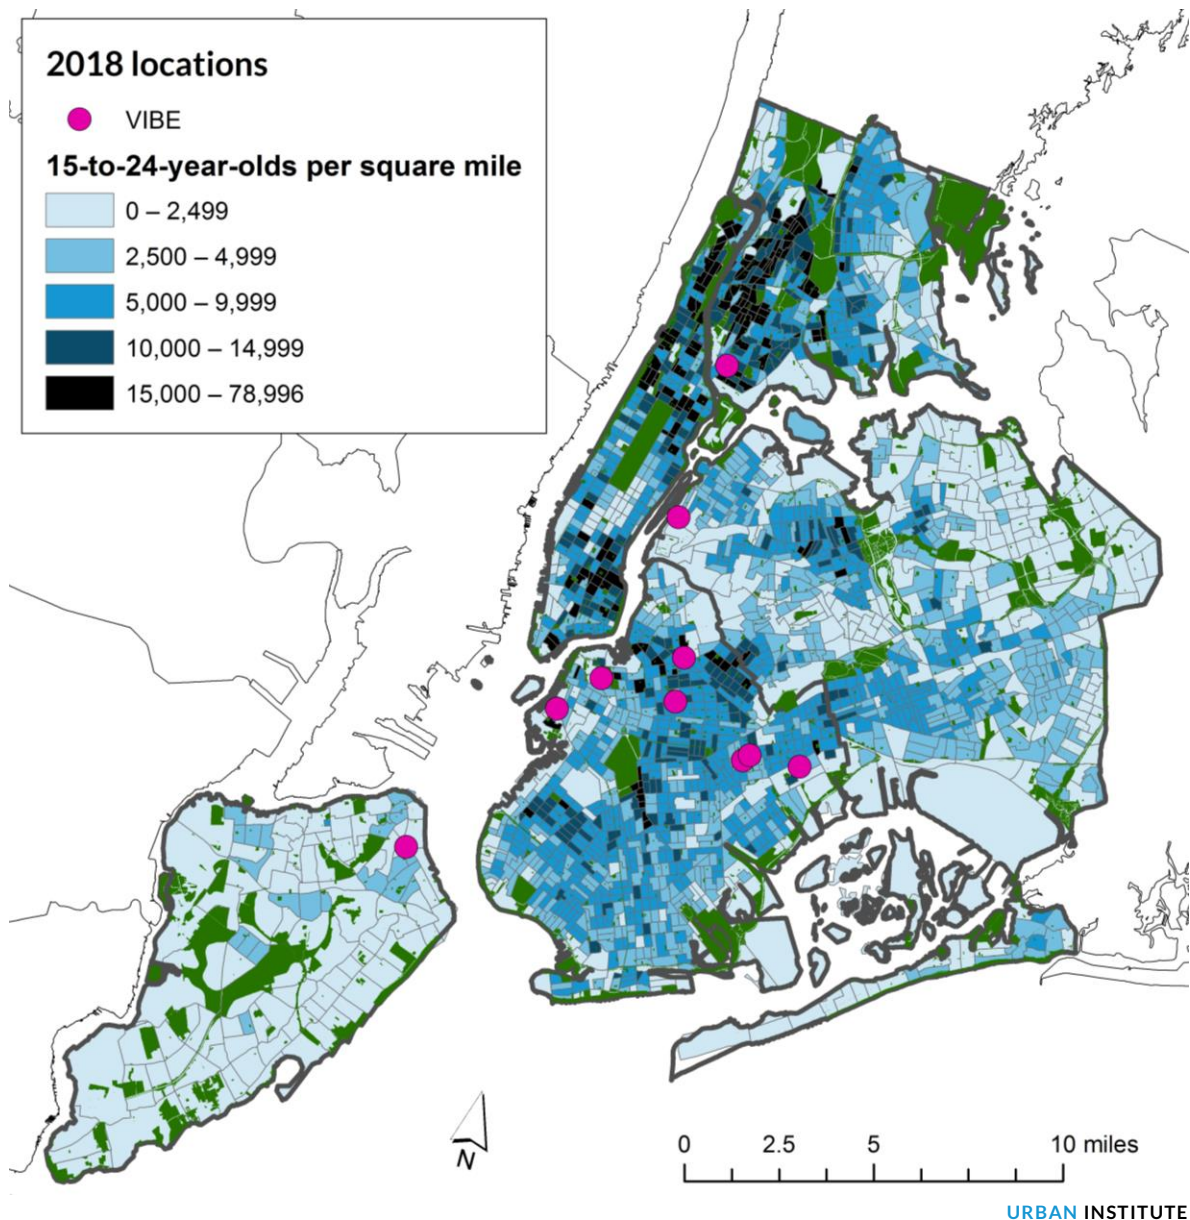 2018 locations
VIBE
15-to-24-year-olds per square mile
0 – 2,499
2,500 – 4,999
5,000 – 9,999
10,000 – 14,999
15,000 – 78,996
N
0 2.5 5 10 miles
URBAN INSTITUTE